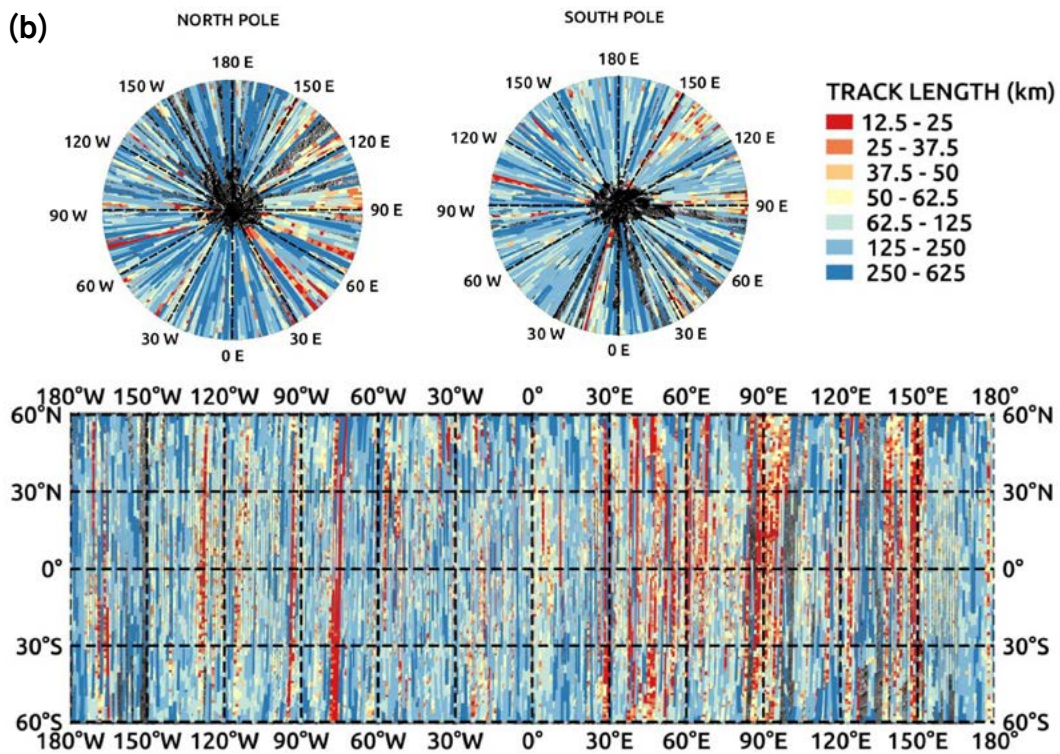 (b)
NORTH POLE
180 E
150 W
150 E
120 W
120 E
90 W
90 E
60 W
60 E
30 W
30 E
0 E
SOUTH POLE
180 E
150 W
150 E
120 W
120 E
90 W
90 E
60 W
60 E
30 W
30 E
0 E
TRACK LENGTH (km)
12.5 - 25
25 - 37.5
37.5 - 50
50 - 62.5
62.5 - 125
125 - 250
250 - 625
180°W 150°W 120°W 90°W 60°W 30°W 0° 30°E 60°E 90°E 120°E 150°E 180°
60°N 60°N
30°N 30°N
0° 0°
30°S 30°S
60°S 60°S
180°W 150°W 120°W 90°W 60°W 30°W 0° 30°E 60°E 90°E 120°E 150°E 180°